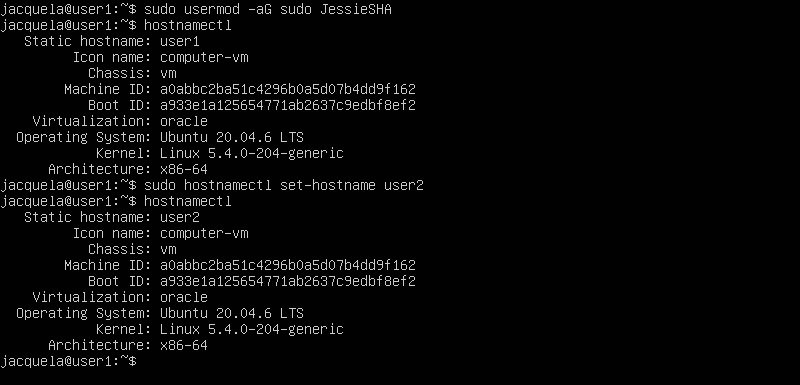 jacquela@user1:~$ sudo usermod -aG sudo JessieSHA
jacquela@user1:~$ hostnamectl
   Static hostname: user1
         Icon name: computer-vm
           Chassis: vm
        Machine ID: a0abbc2ba51c4296b0a5d07b4dd9f162
           Boot ID: a933e1a125654771ab2637c9edbf8ef2
    Virtualization: oracle
  Operating System: Ubuntu 20.04.6 LTS
            Kernel: Linux 5.4.0-204-generic
      Architecture: x86-64
jacquela@user1:~$ sudo hostnamectl set-hostname user2
jacquela@user1:~$ hostnamectl
   Static hostname: user2
         Icon name: computer-vm
           Chassis: vm
        Machine ID: a0abbc2ba51c4296b0a5d07b4dd9f162
           Boot ID: a933e1a125654771ab2637c9edbf8ef2
    Virtualization: oracle
  Operating System: Ubuntu 20.04.6 LTS
            Kernel: Linux 5.4.0-204-generic
      Architecture: x86-64
jacquela@user1:~$